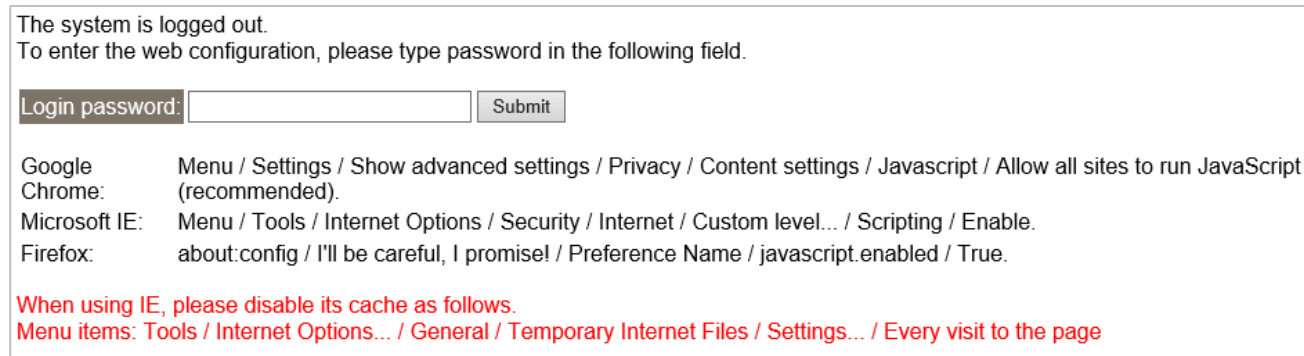 The system is logged out.
To enter the web configuration, please type password in the following field.
Login password: Submit
Google Chrome: Menu / Settings / Show advanced settings / Privacy / Content settings / Javascript / Allow all sites to run JavaScript (recommended).
Microsoft IE: Menu / Tools / Internet Options / Security / Internet / Custom level... / Scripting / Enable.
Firefox: about:config / I'll be careful, I promise! / Preference Name / javascript.enabled / True.
When using IE, please disable its cache as follows.
Menu items: Tools / Internet Options... / General / Temporary Internet Files / Settings... / Every visit to the page